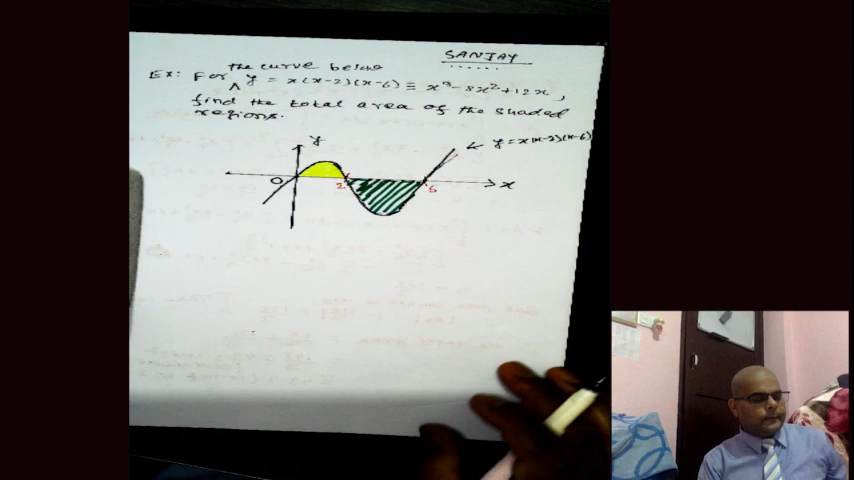 SANJAY
the curve below
Ex: For ∧ y = x(x-2)(x-6) ≡ x³ - 8x² + 12x,
find the total area of the shaded
regions.
y
← y = x(x-2)(x-6)
O 2 6 x